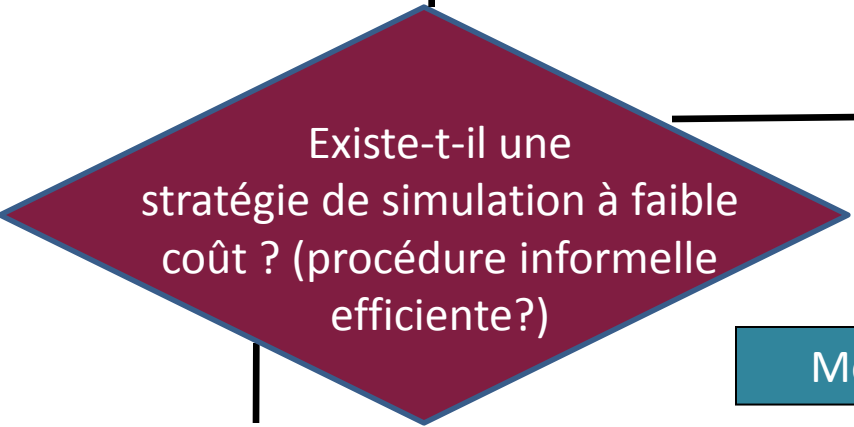 Existe-t-il une
stratégie de simulation à faible
coût ? (procédure informelle
efficiente?)